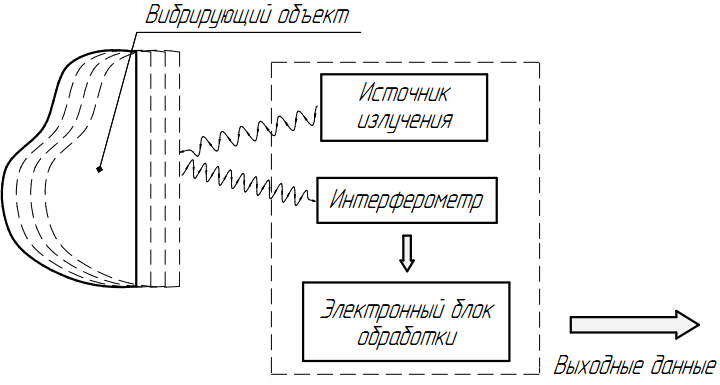 Вибрирующий объект
Источник
излучения
Интерферометр
Электронный блок
обработки
Выходные данные